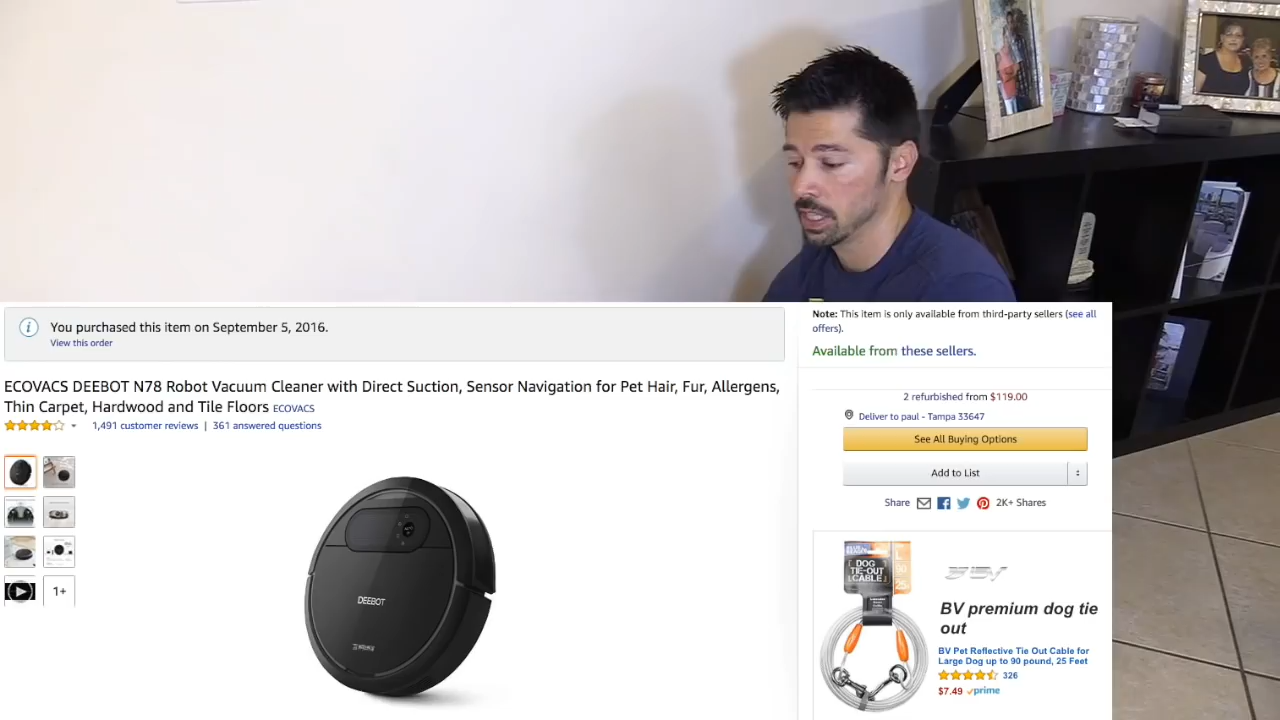 You purchased this item on September 5, 2016.
View this order
ECOVACS DEEBOT N78 Robot Vacuum Cleaner with Direct Suction, Sensor Navigation for Pet Hair, Fur, Allergens,
Thin Carpet, Hardwood and Tile Floors ECOVACS
1,491 customer reviews | 361 answered questions
1+
DEEBOT
Note: This item is only available from third-party sellers (see all
offers).
Available from these sellers.
2 refurbished from $119.00
Deliver to paul - Tampa 33647
See All Buying Options
Add to List
Share
2K+ Shares
DOG
TIE-OUT
CABLE
L
90
25
BV
BV premium dog tie
out
BV Pet Reflective Tie Out Cable for
Large Dog up to 90 pound, 25 Feet
326
$7.49 prime